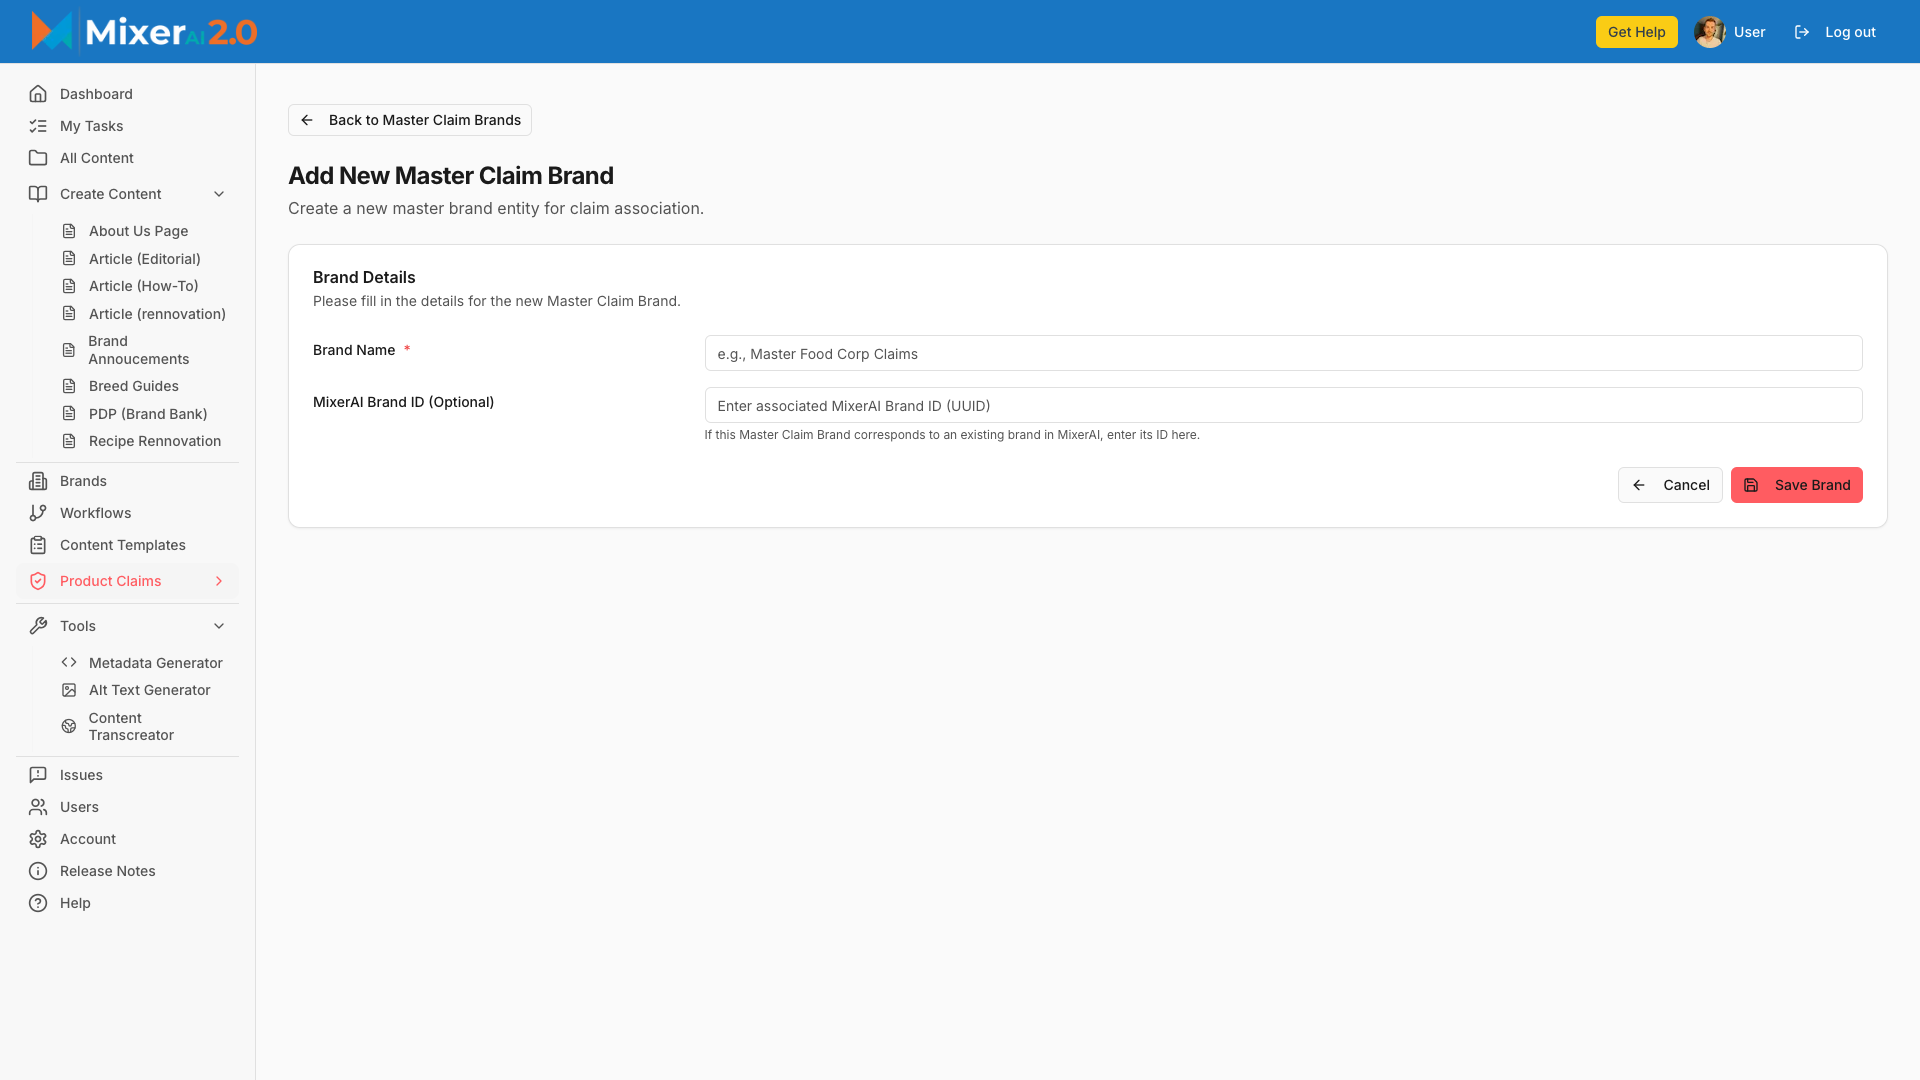 MixerAI 2.0
Get Help
User
Log out
Dashboard
My Tasks
All Content
Create Content
About Us Page
Article (Editorial)
Article (How-To)
Article (rennovation)
Brand
Annoucements
Breed Guides
PDP (Brand Bank)
Recipe Rennovation
Brands
Workflows
Content Templates
Product Claims
Tools
Metadata Generator
Alt Text Generator
Content
Transcreator
Issues
Users
Account
Release Notes
Help
Back to Master Claim Brands
Add New Master Claim Brand
Create a new master brand entity for claim association.
Brand Details
Please fill in the details for the new Master Claim Brand.
Brand Name *
e.g., Master Food Corp Claims
MixerAI Brand ID (Optional)
Enter associated MixerAI Brand ID (UUID)
If this Master Claim Brand corresponds to an existing brand in MixerAI, enter its ID here.
Cancel
Save Brand